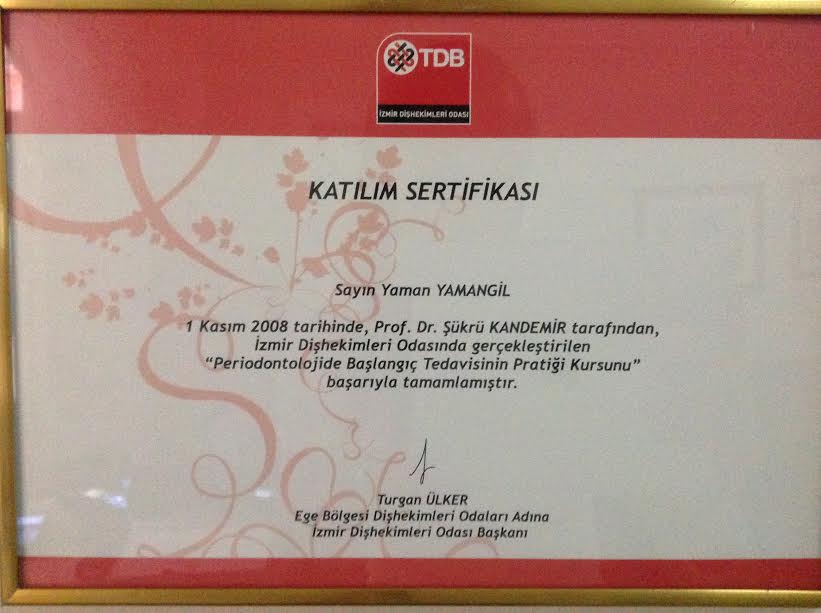 TDB
İZMİR DİŞHEKİMLERİ ODASI
KATILIM SERTİFİKASI
Sayın Yaman YAMANGİL
1 Kasım 2008 tarihinde, Prof. Dr. Şükrü KANDEMİR tarafından,
İzmir Dişhekimleri Odasında gerçekleştirilen
“Periodontolojide Başlangıç Tedavisinin Pratiği Kursunu”
başarıyla tamamlamıştır.
Turgan ÜLKER
Ege Bölgesi Dişhekimleri Odaları Adına
İzmir Dişhekimleri Odası Başkanı